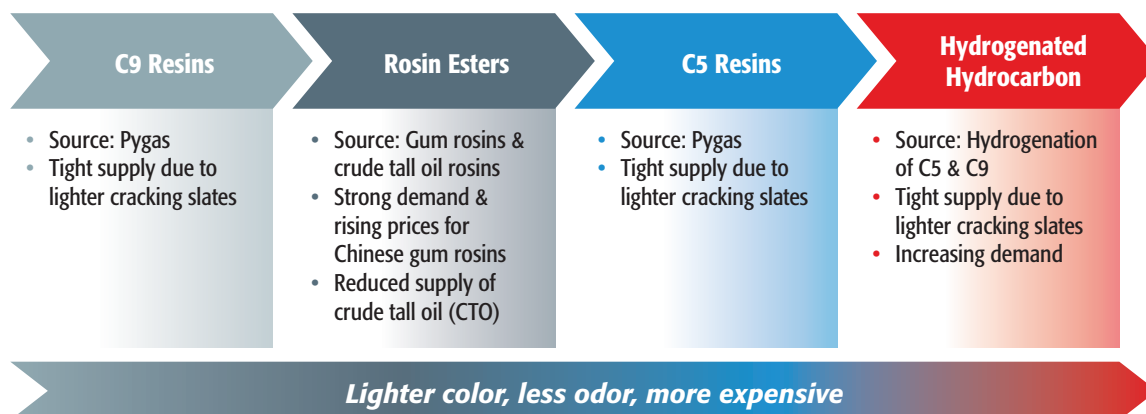 C9 Resins
Rosin Esters
C5 Resins
Hydrogenated
Hydrocarbon
• Source: Pygas
• Tight supply due to
lighter cracking slates
• Source: Gum rosins &
crude tall oil rosins
• Strong demand &
rising prices for
Chinese gum rosins
• Reduced supply of
crude tall oil (CTO)
• Source: Pygas
• Tight supply due to
lighter cracking slates
• Source: Hydrogenation
of C5 & C9
• Tight supply due to
lighter cracking slates
• Increasing demand
Lighter color, less odor, more expensive